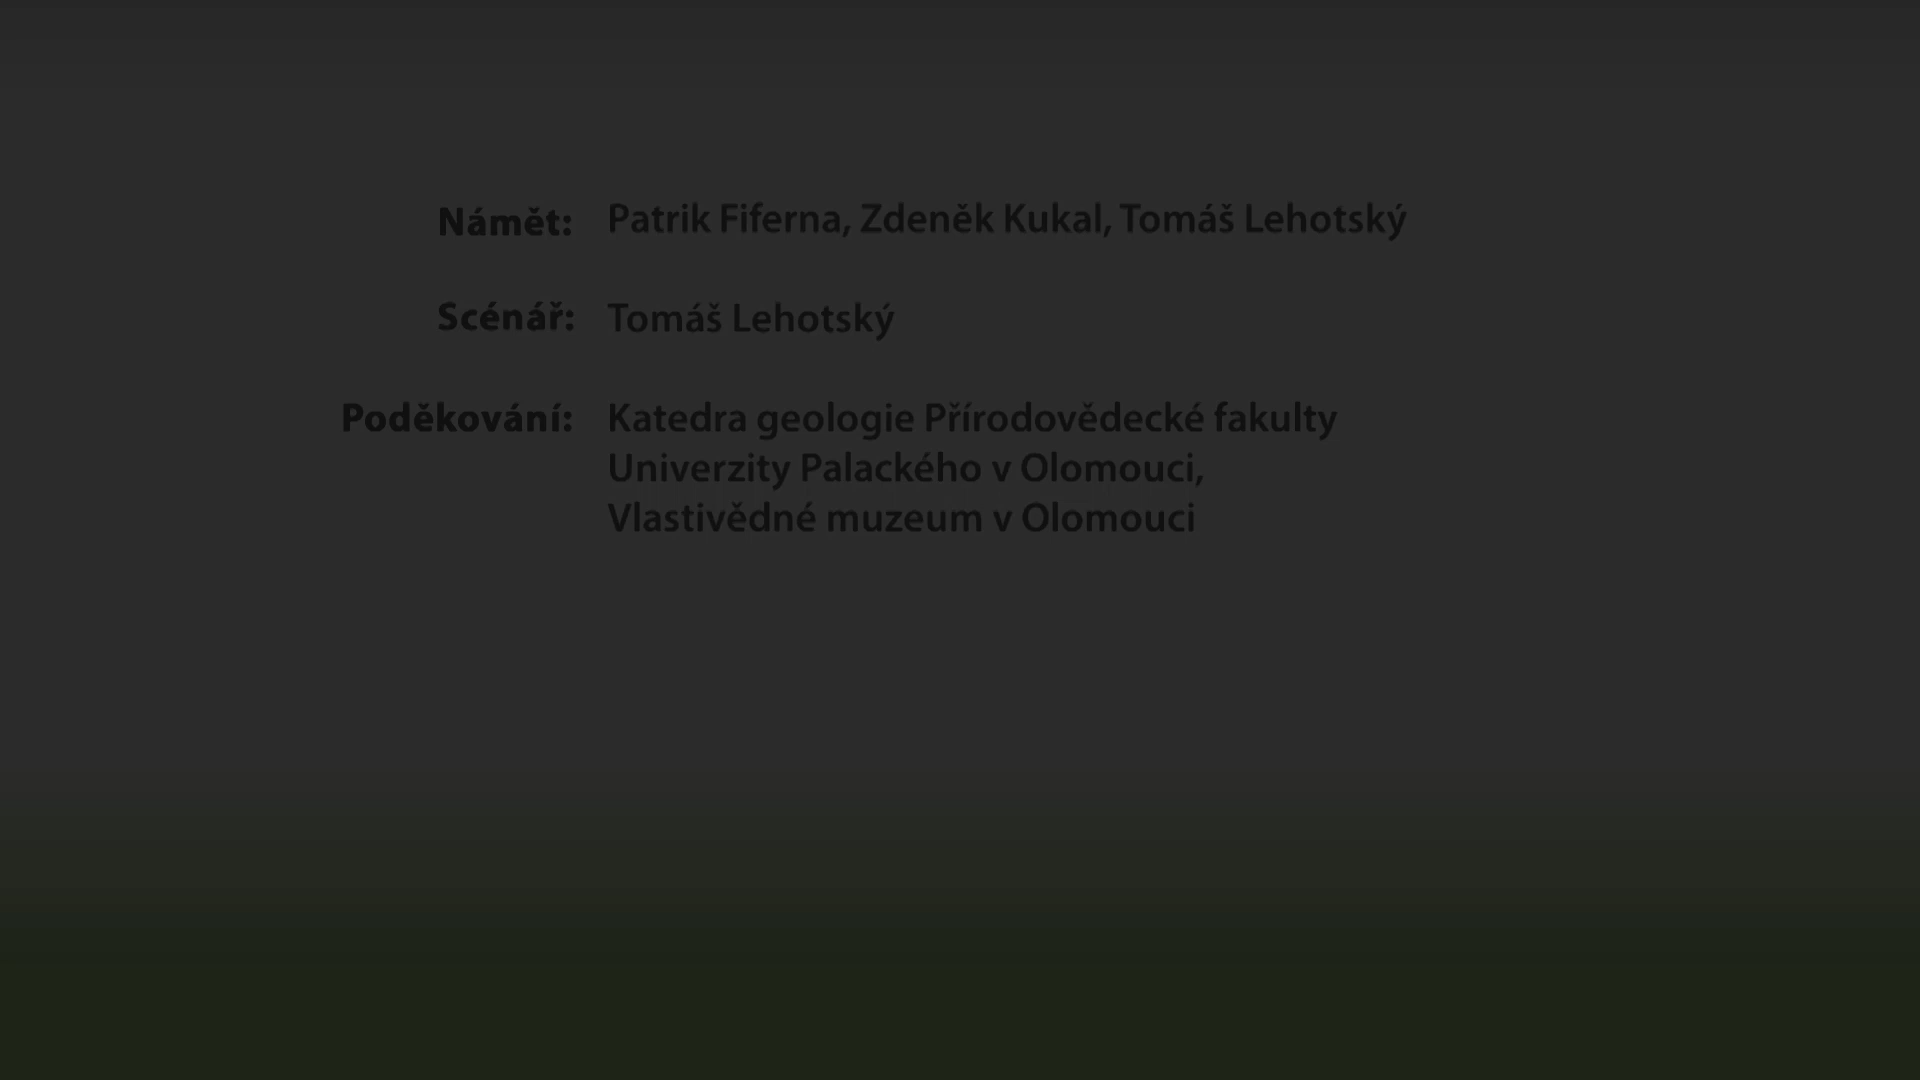 Námět: Patrik Fiferna, Zdeněk Kukal, Tomáš Lehotský
Scénář: Tomáš Lehotský
Poděkování: Katedra geologie Přírodovědecké fakulty
Univerzity Palackého v Olomouci,
Vlastivědné muzeum v Olomouci